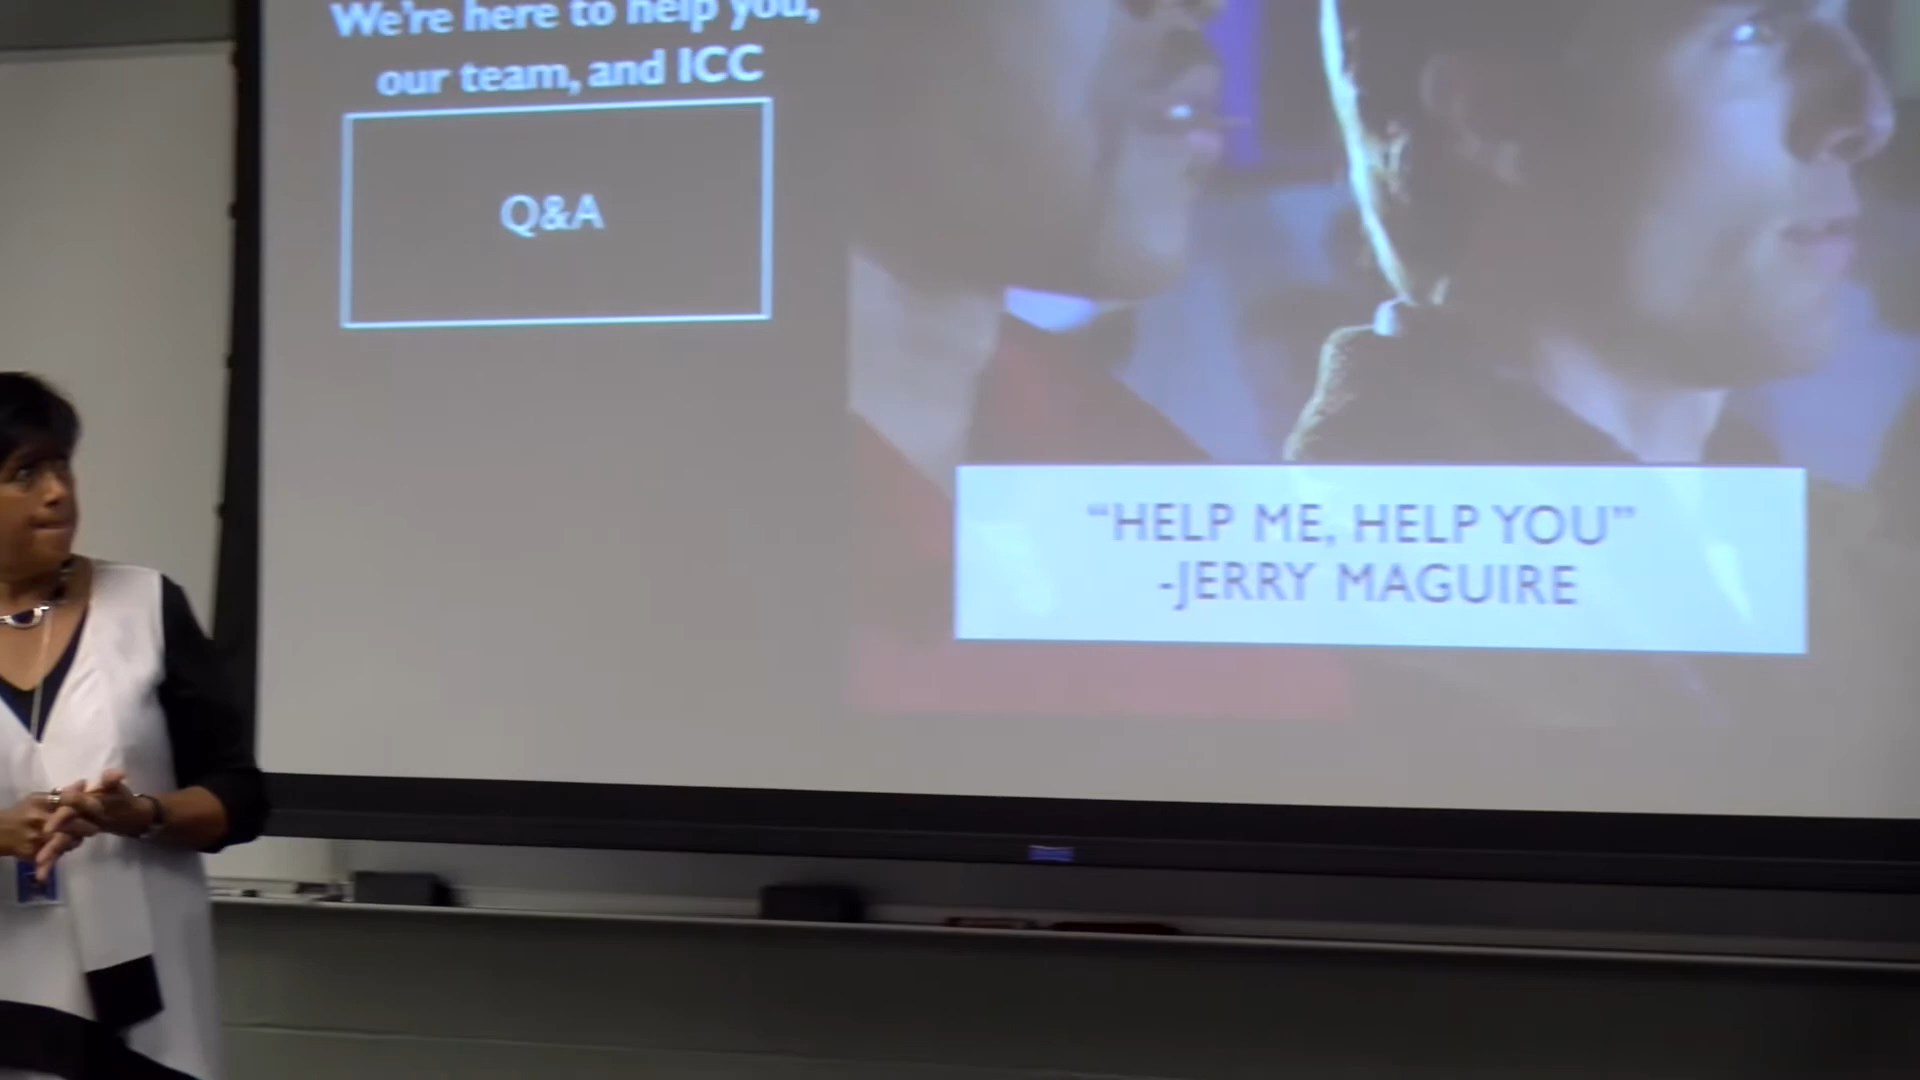 We're here to help you,
our team, and ICC
Q&A
“HELP ME, HELP YOU”
-JERRY MAGUIRE